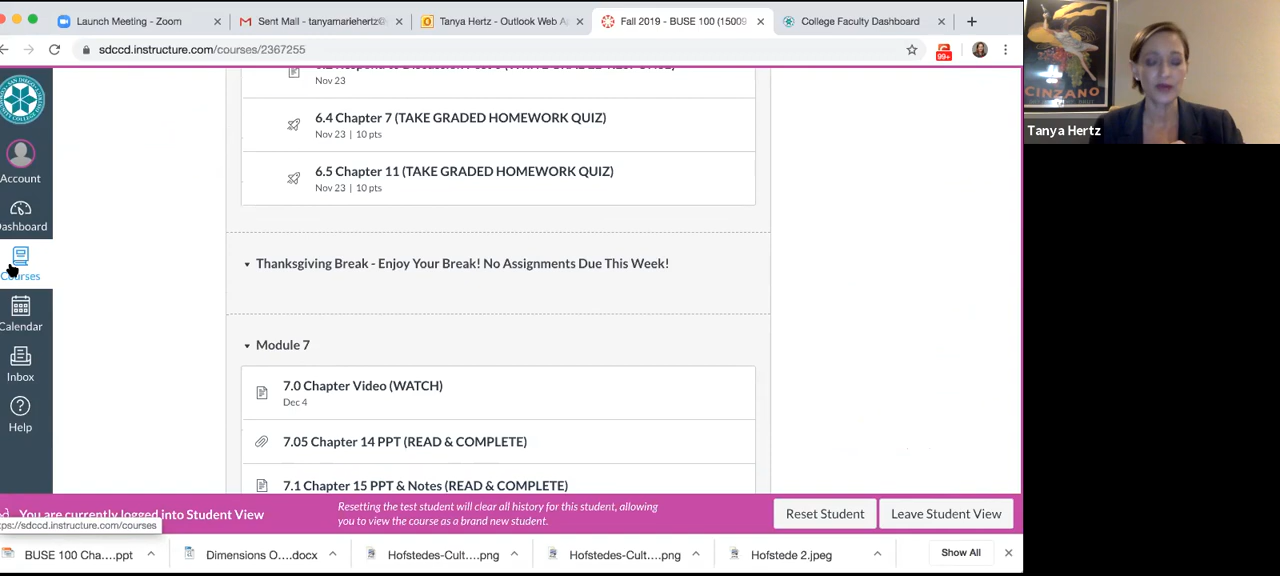 Launch Meeting - Zoom
Sent Mail - tanyamariehertz@
Tanya Hertz - Outlook Web A
Fall 2019 - BUSE 100 (15009
College Faculty Dashboard
sdccd.instructure.com/courses/2367255
99+
CINZANO
Tanya Hertz
Account
Dashboard
Courses
Calendar
Inbox
Help
Nov 23
6.4 Chapter 7 (TAKE GRADED HOMEWORK QUIZ)
Nov 23 | 10 pts
6.5 Chapter 11 (TAKE GRADED HOMEWORK QUIZ)
Nov 23 | 10 pts
Thanksgiving Break - Enjoy Your Break! No Assignments Due This Week!
Module 7
7.0 Chapter Video (WATCH)
Dec 4
7.05 Chapter 14 PPT (READ & COMPLETE)
7.1 Chapter 15 PPT & Notes (READ & COMPLETE)
You are currently logged into Student View
Resetting the test student will clear all history for this student, allowing
you to view the course as a brand new student.
Reset Student
Leave Student View
tps://sdccd.instructure.com/courses
BUSE 100 Cha....ppt
Dimensions O....docx
Hofstedes-Cult....png
Hofstedes-Cult....png
Hofstede 2.jpeg
Show All